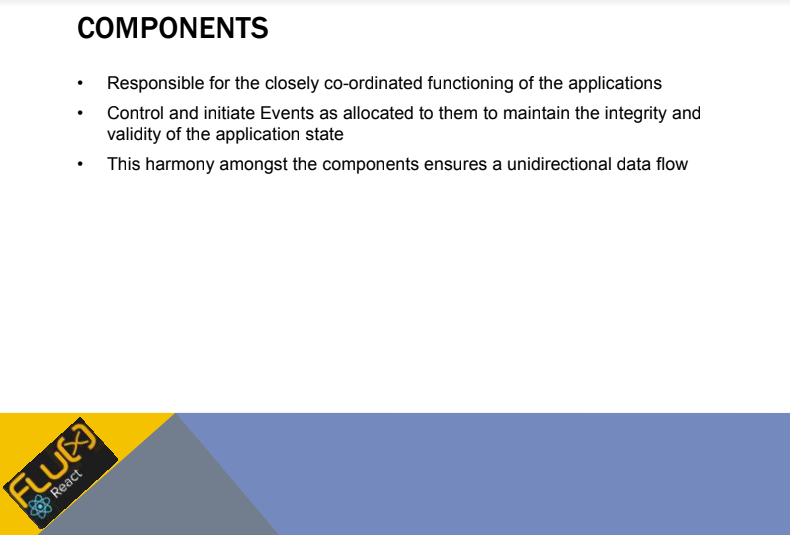 COMPONENTS
• Responsible for the closely co-ordinated functioning of the applications
• Control and initiate Events as allocated to them to maintain the integrity and
validity of the application state
• This harmony amongst the components ensures a unidirectional data flow
FLU(X)
React